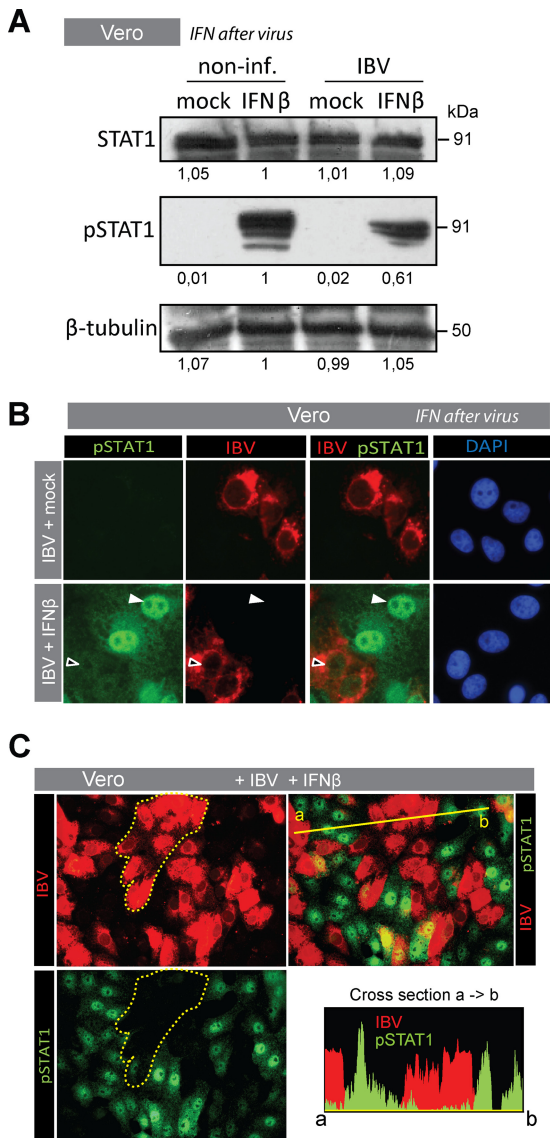 A
Vero IFN after virus
non-inf. IBV
mock IFNβ mock IFNβ kDa
STAT1 91
1,05 1 1,01 1,09
pSTAT1 91
0,01 1 0,02 0,61
β-tubulin 50
1,07 1 0,99 1,05
B
Vero IFN after virus
pSTAT1 IBV IBV pSTAT1 DAPI
IBV + mock
IBV + IFNβ
C
Vero + IBV + IFNβ
IBV
a b
IBV pSTAT1
pSTAT1
Cross section a -> b
IBV
pSTAT1
a b